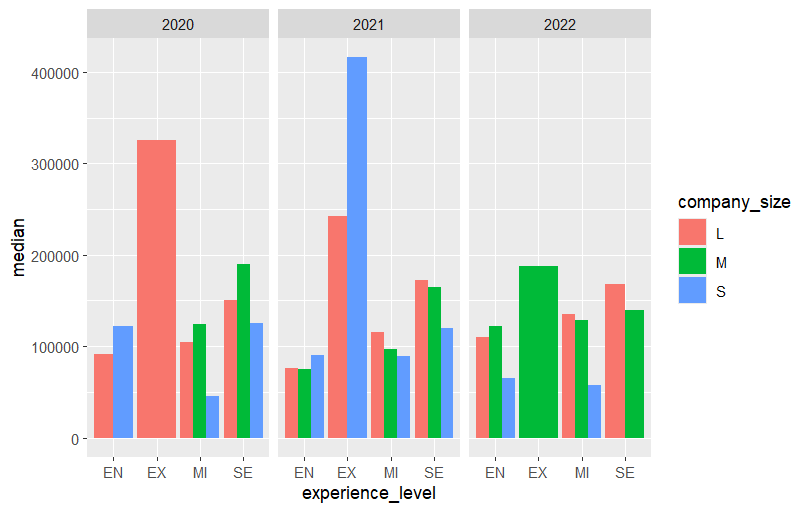 2020 2021 2022
400000
300000
200000
100000
0
median
EN EX MI SE EN EX MI SE EN EX MI SE
experience_level
company_size
L
M
S